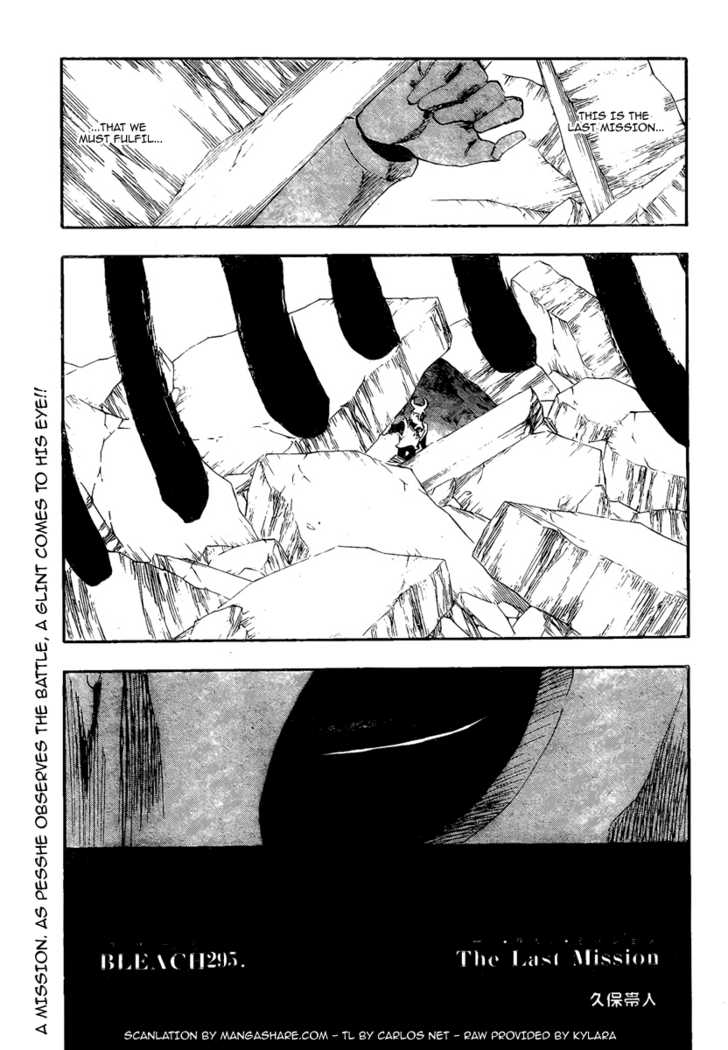 THIS IS THE
LAST MISSION...
...THAT WE
MUST FULFIL...
A MISSION. AS PESSHE OBSERVES THE BATTLE, A GLINT COMES TO HIS EYE!!
BLEACH295.
The Last Mission
久保帯人
SCANLATION BY MANGASHARE.COM – TL BY CARLOS NET – RAW PROVIDED BY KYLARA